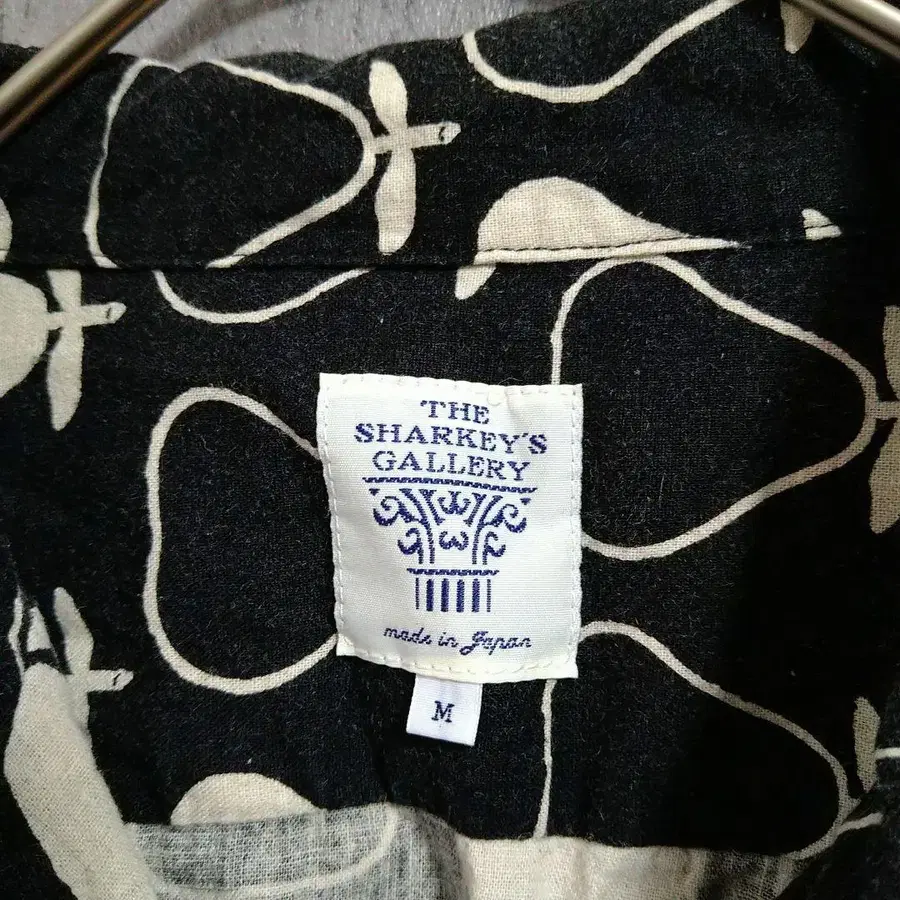 THE
SHARKEY'S
GALLERY
made in Japan
M